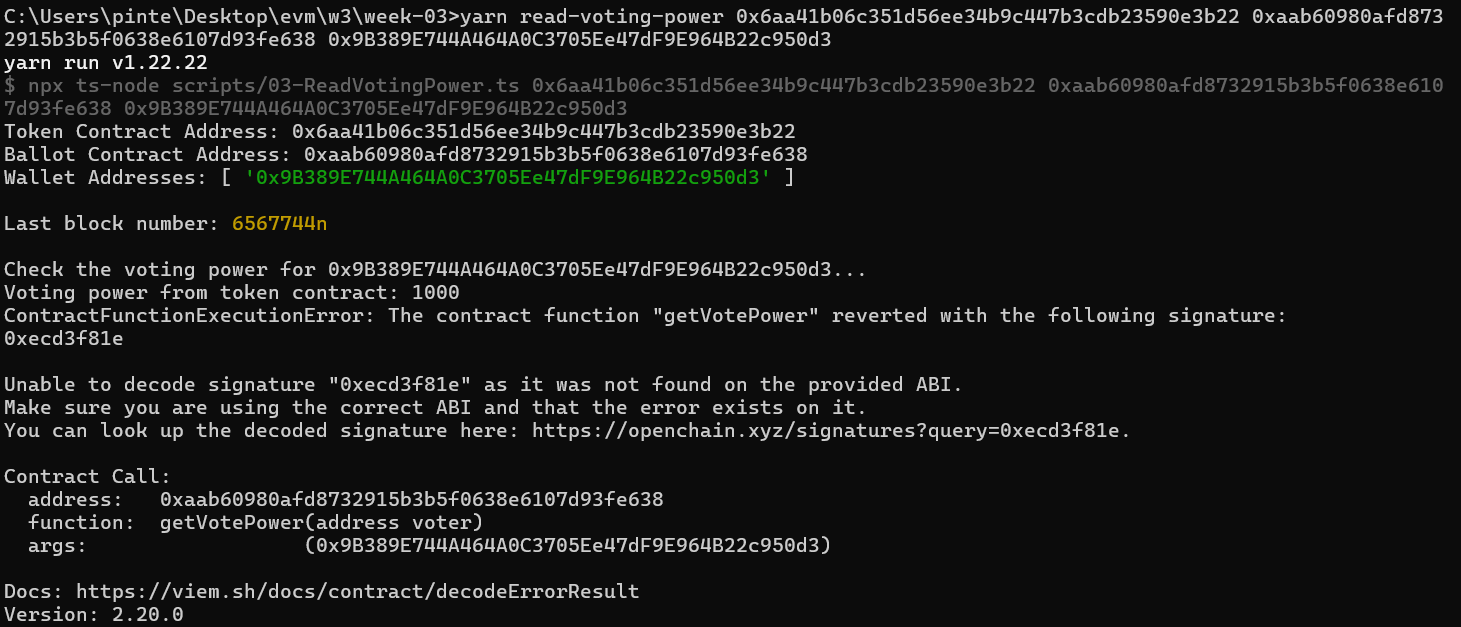 C:\Users\pinte\Desktop\evm\w3\week-03>yarn read-voting-power 0x6aa41b06c351d56ee34b9c447b3cdb23590e3b22 0xaab60980afd873
2915b3b5f0638e6107d93fe638 0x9B389E744A464A0C3705Ee47dF9E964B22c950d3
yarn run v1.22.22
$ npx ts-node scripts/03-ReadVotingPower.ts 0x6aa41b06c351d56ee34b9c447b3cdb23590e3b22 0xaab60980afd8732915b3b5f0638e610
7d93fe638 0x9B389E744A464A0C3705Ee47dF9E964B22c950d3
Token Contract Address: 0x6aa41b06c351d56ee34b9c447b3cdb23590e3b22
Ballot Contract Address: 0xaab60980afd8732915b3b5f0638e6107d93fe638
Wallet Addresses: [ '0x9B389E744A464A0C3705Ee47dF9E964B22c950d3' ]
Last block number: 6567744n
Check the voting power for 0x9B389E744A464A0C3705Ee47dF9E964B22c950d3...
Voting power from token contract: 1000
ContractFunctionExecutionError: The contract function "getVotePower" reverted with the following signature:
0xecd3f81e
Unable to decode signature "0xecd3f81e" as it was not found on the provided ABI.
Make sure you are using the correct ABI and that the error exists on it.
You can look up the decoded signature here: https://openchain.xyz/signatures?query=0xecd3f81e.
Contract Call:
address: 0xaab60980afd8732915b3b5f0638e6107d93fe638
function: getVotePower(address voter)
args: (0x9B389E744A464A0C3705Ee47dF9E964B22c950d3)
Docs: https://viem.sh/docs/contract/decodeErrorResult
Version: 2.20.0